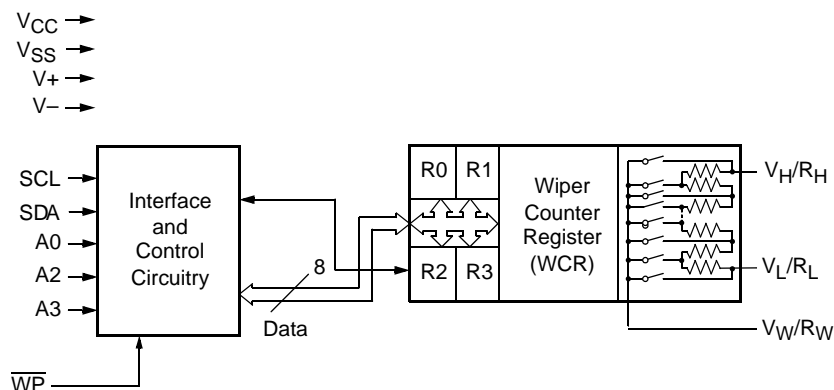 VCC
VSS
V+
V–
SCL
SDA
A0
A2
A3
WP
Interface
and
Control
Circuitry
8
Data
R0 R1
R2 R3
Wiper
Counter
Register
(WCR)
VH/RH
VL/RL
VW/RW